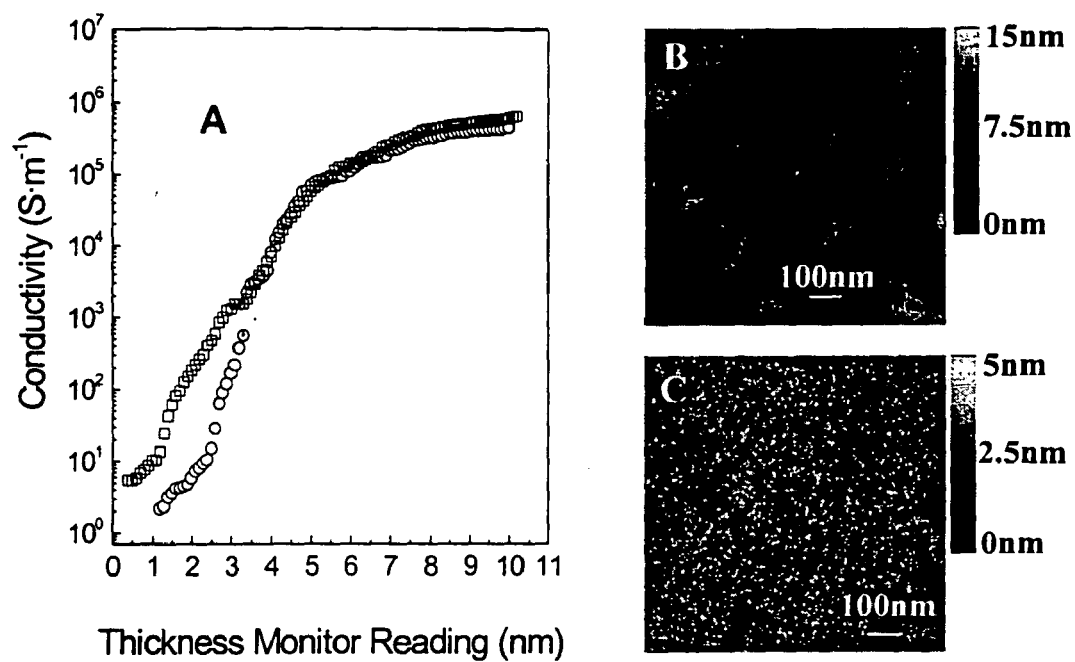 A
Conductivity (S·m⁻¹)
10⁷
10⁶
10⁵
10⁴
10³
10²
10¹
10⁰
0 1 2 3 4 5 6 7 8 9 10 11
Thickness Monitor Reading (nm)
B
100nm
15nm
7.5nm
0nm
C
100nm
5nm
2.5nm
0nm